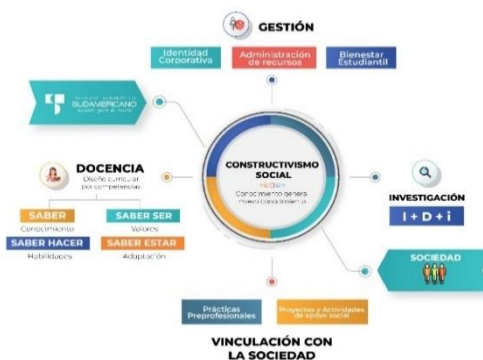 GESTIÓN
Identidad
Corporativa
Administración
de recursos
Bienestar
Estudiantil
SUDAMERICANO
DOCENCIA
Diseño curricular
por competencias
SABER
Conocimiento
SABER SER
Valores
SABER HACER
Habilidades
SABER ESTAR
Adaptación
CONSTRUCTIVISMO
SOCIAL
Conocimiento genera
nuevo conocimiento
INVESTIGACIÓN
I + D + i
SOCIEDAD
Prácticas
Preprofesionales
Proyectos y Actividades
de apoyo social
VINCULACIÓN CON
LA SOCIEDAD